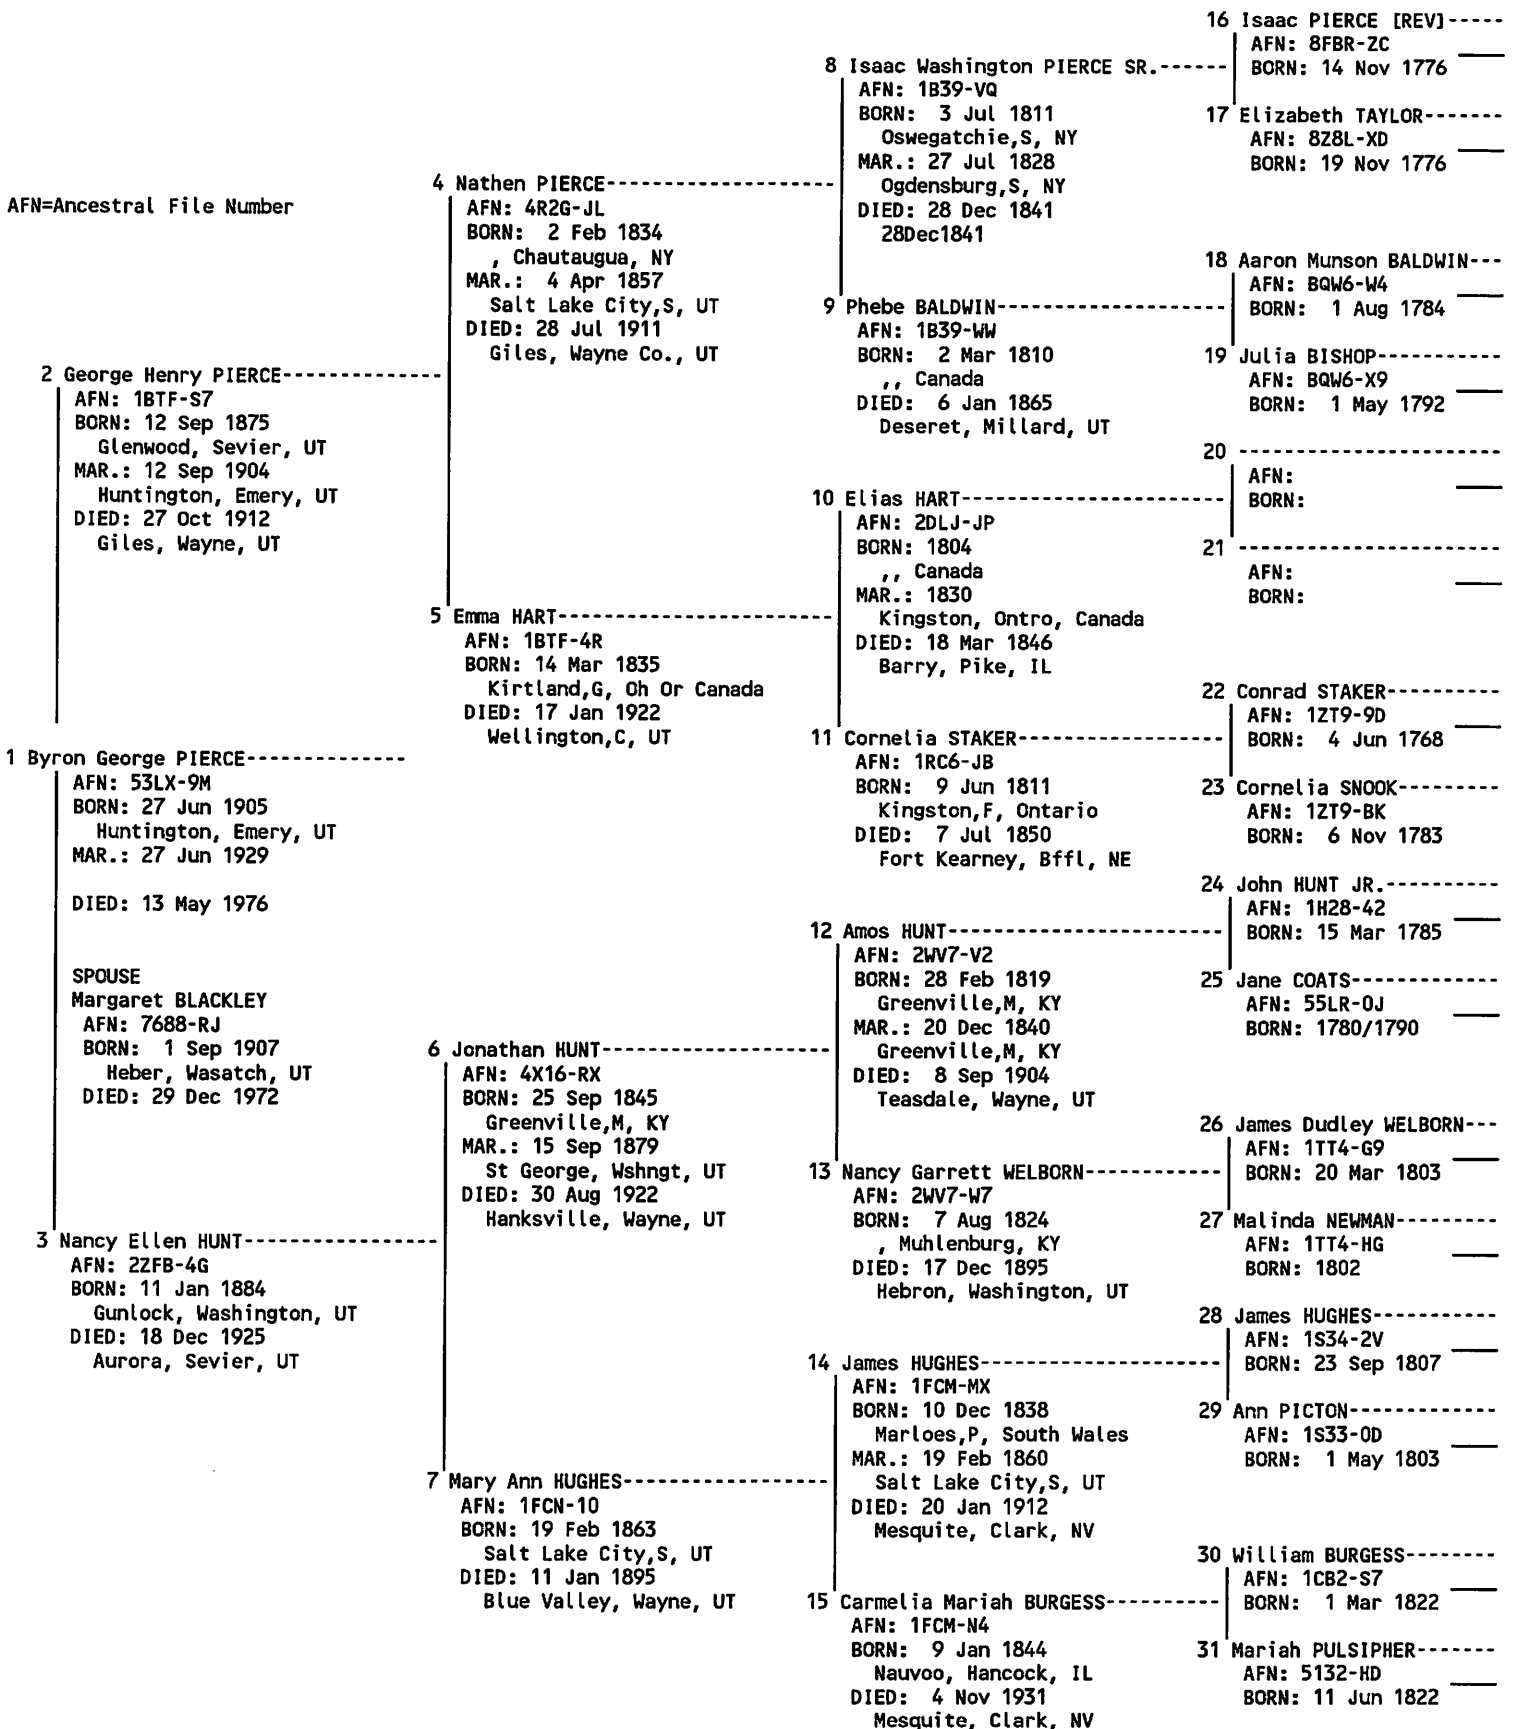 AFN=Ancestral File Number
1 Byron George PIERCE--------------
AFN: 53LX-9M
BORN: 27 Jun 1905
Huntington, Emery, UT
MAR.: 27 Jun 1929
DIED: 13 May 1976
SPOUSE
Margaret BLACKLEY
AFN: 7688-RJ
BORN: 1 Sep 1907
Heber, Wasatch, UT
DIED: 29 Dec 1972
2 George Henry PIERCE--------------
AFN: 1BTF-S7
BORN: 12 Sep 1875
Glenwood, Sevier, UT
MAR.: 12 Sep 1904
Huntington, Emery, UT
DIED: 27 Oct 1912
Giles, Wayne, UT
3 Nancy Ellen HUNT-----------------
AFN: 2ZFB-4G
BORN: 11 Jan 1884
Gunlock, Washington, UT
DIED: 18 Dec 1925
Aurora, Sevier, UT
4 Nathen PIERCE--------------------
AFN: 4R2G-JL
BORN: 2 Feb 1834
, Chautaugua, NY
MAR.: 4 Apr 1857
Salt Lake City,S, UT
DIED: 28 Jul 1911
Giles, Wayne Co., UT
5 Emma HART------------------------
AFN: 1BTF-4R
BORN: 14 Mar 1835
Kirtland,G, Oh Or Canada
DIED: 17 Jan 1922
Wellington,C, UT
6 Jonathan HUNT--------------------
AFN: 4X16-RX
BORN: 25 Sep 1845
Greenville,M, KY
MAR.: 15 Sep 1879
St George, Wshngt, UT
DIED: 30 Aug 1922
Hanksville, Wayne, UT
7 Mary Ann HUGHES------------------
AFN: 1FCN-10
BORN: 19 Feb 1863
Salt Lake City,S, UT
DIED: 11 Jan 1895
Blue Valley, Wayne, UT
8 Isaac Washington PIERCE SR.------
AFN: 1B39-VQ
BORN: 3 Jul 1811
Oswegatchie,S, NY
MAR.: 27 Jul 1828
Ogdensburg,S, NY
DIED: 28 Dec 1841
28Dec1841
9 Phebe BALDWIN--------------------
AFN: 1B39-WW
BORN: 2 Mar 1810
,, Canada
DIED: 6 Jan 1865
Deseret, Millard, UT
10 Elias HART-----------------------
AFN: 2DLJ-JP
BORN: 1804
,, Canada
MAR.: 1830
Kingston, Ontro, Canada
DIED: 18 Mar 1846
Barry, Pike, IL
11 Cornelia STAKER------------------
AFN: 1RC6-JB
BORN: 9 Jun 1811
Kingston,F, Ontario
DIED: 7 Jul 1850
Fort Kearney, Bffl, NE
12 Amos HUNT------------------------
AFN: 2WV7-V2
BORN: 28 Feb 1819
Greenville,M, KY
MAR.: 20 Dec 1840
Greenville,M, KY
DIED: 8 Sep 1904
Teasdale, Wayne, UT
13 Nancy Garrett WELBORN------------
AFN: 2WV7-W7
BORN: 7 Aug 1824
, Muhlenburg, KY
DIED: 17 Dec 1895
Hebron, Washington, UT
14 James HUGHES---------------------
AFN: 1FCM-MX
BORN: 10 Dec 1838
Marloes,P, South Wales
MAR.: 19 Feb 1860
Salt Lake City,S, UT
DIED: 20 Jan 1912
Mesquite, Clark, NV
15 Carmelia Mariah BURGESS----------
AFN: 1FCM-N4
BORN: 9 Jan 1844
Nauvoo, Hancock, IL
DIED: 4 Nov 1931
Mesquite, Clark, NV
16 Isaac PIERCE [REV]-----
AFN: 8FBR-ZC
BORN: 14 Nov 1776
17 Elizabeth TAYLOR-------
AFN: 8Z8L-XD
BORN: 19 Nov 1776
18 Aaron Munson BALDWIN---
AFN: BQW6-W4
BORN: 1 Aug 1784
19 Julia BISHOP-----------
AFN: BQW6-X9
BORN: 1 May 1792
20 -----------------------
AFN:
BORN:
21 -----------------------
AFN:
BORN:
22 Conrad STAKER----------
AFN: 1ZT9-9D
BORN: 4 Jun 1768
23 Cornelia SNOOK---------
AFN: 1ZT9-BK
BORN: 6 Nov 1783
24 John HUNT JR.----------
AFN: 1H28-42
BORN: 15 Mar 1785
25 Jane COATS-------------
AFN: 55LR-0J
BORN: 1780/1790
26 James Dudley WELBORN---
AFN: 1TT4-G9
BORN: 20 Mar 1803
27 Malinda NEWMAN---------
AFN: 1TT4-HG
BORN: 1802
28 James HUGHES-----------
AFN: 1S34-2V
BORN: 23 Sep 1807
29 Ann PICTON-------------
AFN: 1S33-0D
BORN: 1 May 1803
30 William BURGESS--------
AFN: 1CB2-S7
BORN: 1 Mar 1822
31 Mariah PULSIPHER-------
AFN: 5132-HD
BORN: 11 Jun 1822